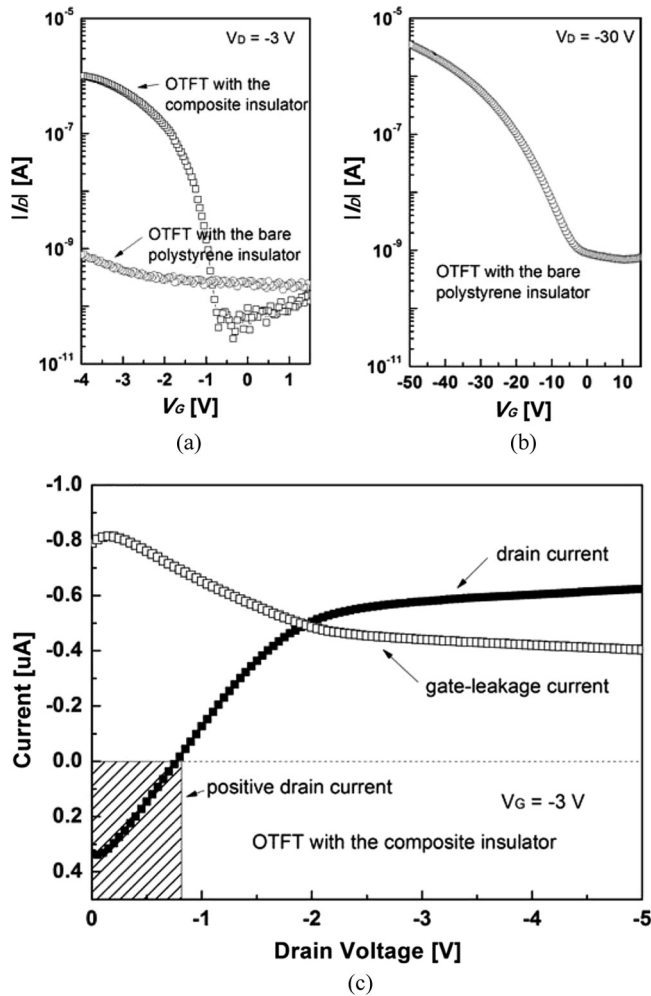 10⁻⁵
V_D = -3 V
OTFT with the
composite insulator
10⁻⁷
|I_D| [A]
OTFT with the bare
polystyrene insulator
10⁻⁹
10⁻¹¹
-4 -3 -2 -1 0 1
V_G [V]
(a)
10⁻⁵
V_D = -30 V
10⁻⁷
|I_D| [A]
10⁻⁹
OTFT with the bare
polystyrene insulator
10⁻¹¹
-50 -40 -30 -20 -10 0 10
V_G [V]
(b)
-1.0
-0.8
drain current
-0.6
-0.4
gate-leakage current
Current [uA]
-0.2
0.0
positive drain current
V_G = -3 V
0.2
OTFT with the composite insulator
0.4
0 -1 -2 -3 -4 -5
Drain Voltage [V]
(c)